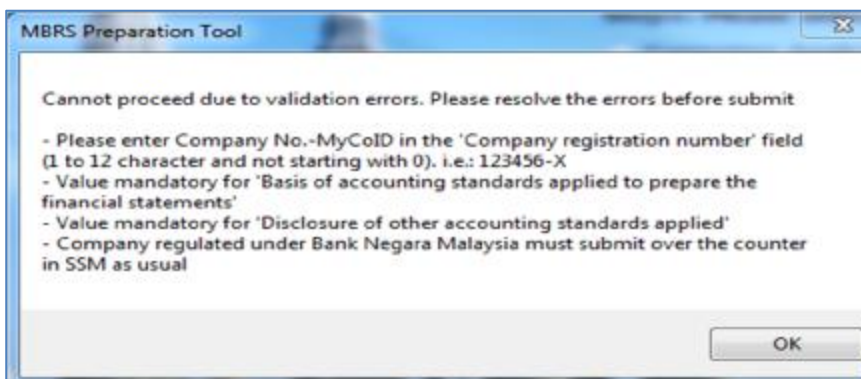 MBRS Preparation Tool
Cannot proceed due to validation errors. Please resolve the errors before submit
- Please enter Company No.-MyCoID in the 'Company registration number' field
(1 to 12 character and not starting with 0). i.e.: 123456-X
- Value mandatory for 'Basis of accounting standards applied to prepare the
financial statements'
- Value mandatory for 'Disclosure of other accounting standards applied'
- Company regulated under Bank Negara Malaysia must submit over the counter
in SSM as usual
OK